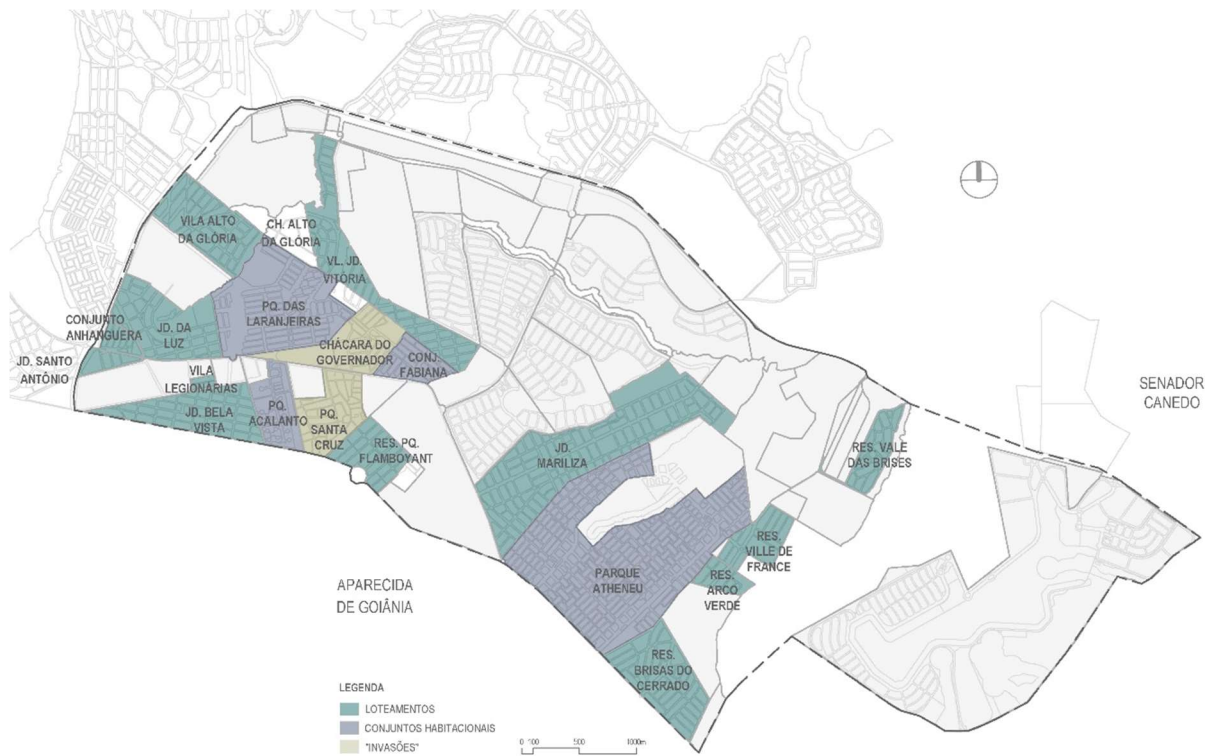 VILA ALTO
DA GLÓRIA
CH. ALTO
DA GLÓRIA
VL. JD.
VITÓRIA
PQ. DAS
LARANJEIRAS
CONJUNTO
ANHANGUERA
JD. DA
LUZ
CHÁCARA DO
GOVERNADOR
CONJ.
FABIANA
JD. SANTO
ANTÔNIO
VILA
LEGIONÁRIAS
JD. BELA
VISTA
PQ.
ACALANTO
PQ.
SANTA
CRUZ
RES. PQ.
FLAMBOYANT
JD.
MARILIZA
RES. VALE
DAS BRISES
SENADOR
CANEDO
RES.
VILLE DE
FRANCE
PARQUE
ATHENEU
RES.
ARCO
VERDE
APARECIDA
DE GOIÂNIA
RES.
BRISAS DO
CERRADO
LEGENDA
LOTEAMENTOS
CONJUNTOS HABITACIONAIS
"INVASÕES"
0 100 500 1000m